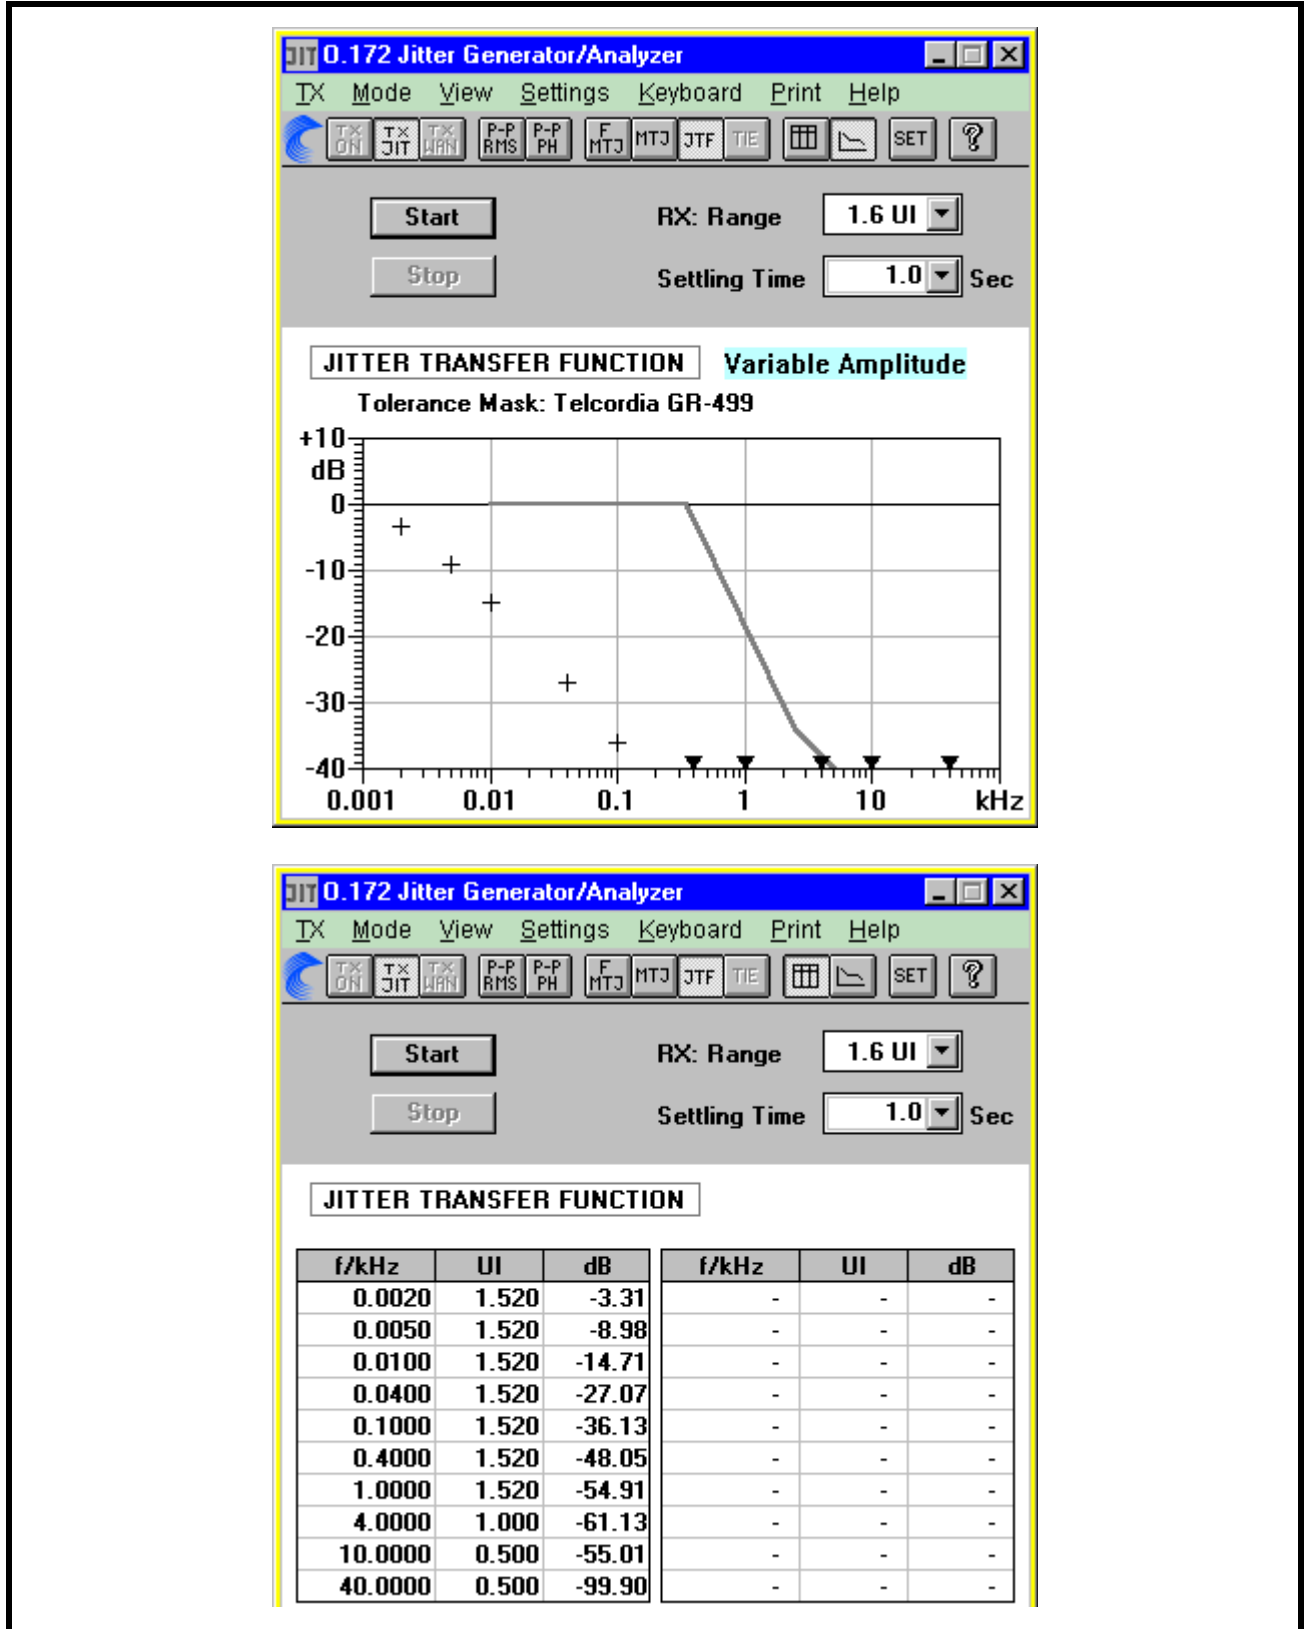 JIT O.172 Jitter Generator/Analyzer
TX Mode View Settings Keyboard Print Help
TX ON TX JIT TX WAN P-P RMS P-P PH F MTJ MTJ JTF TIE SET ?
Start RX: Range 1.6 UI
Stop Settling Time 1.0 Sec
JITTER TRANSFER FUNCTION Variable Amplitude
Tolerance Mask: Telcordia GR-499
+10
dB
0
-10
-20
-30
-40
0.001 0.01 0.1 1 10 kHz
JIT O.172 Jitter Generator/Analyzer
TX Mode View Settings Keyboard Print Help
TX ON TX JIT TX WAN P-P RMS P-P PH F MTJ MTJ JTF TIE SET ?
Start RX: Range 1.6 UI
Stop Settling Time 1.0 Sec
JITTER TRANSFER FUNCTION
f/kHz UI dB f/kHz UI dB
0.0020 1.520 -3.31 - - -
0.0050 1.520 -8.98 - - -
0.0100 1.520 -14.71 - - -
0.0400 1.520 -27.07 - - -
0.1000 1.520 -36.13 - - -
0.4000 1.520 -48.05 - - -
1.0000 1.520 -54.91 - - -
4.0000 1.000 -61.13 - - -
10.0000 0.500 -55.01 - - -
40.0000 0.500 -99.90 - - -